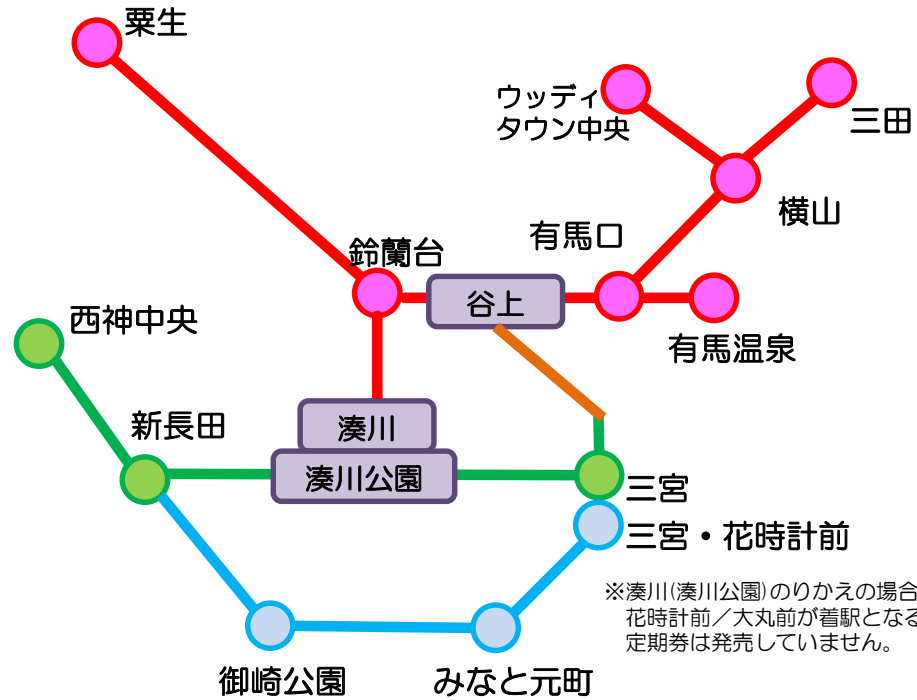 粟生
ウッディ
タウン中央
三田
横山
有馬口
鈴蘭台
谷上
有馬温泉
西神中央
新長田
湊川
湊川公園
三宮
三宮・花時計前
※湊川(湊川公園)のりかえの場合
花時計前／大丸前が着駅となる
定期券は発売していません。
御崎公園
みなと元町